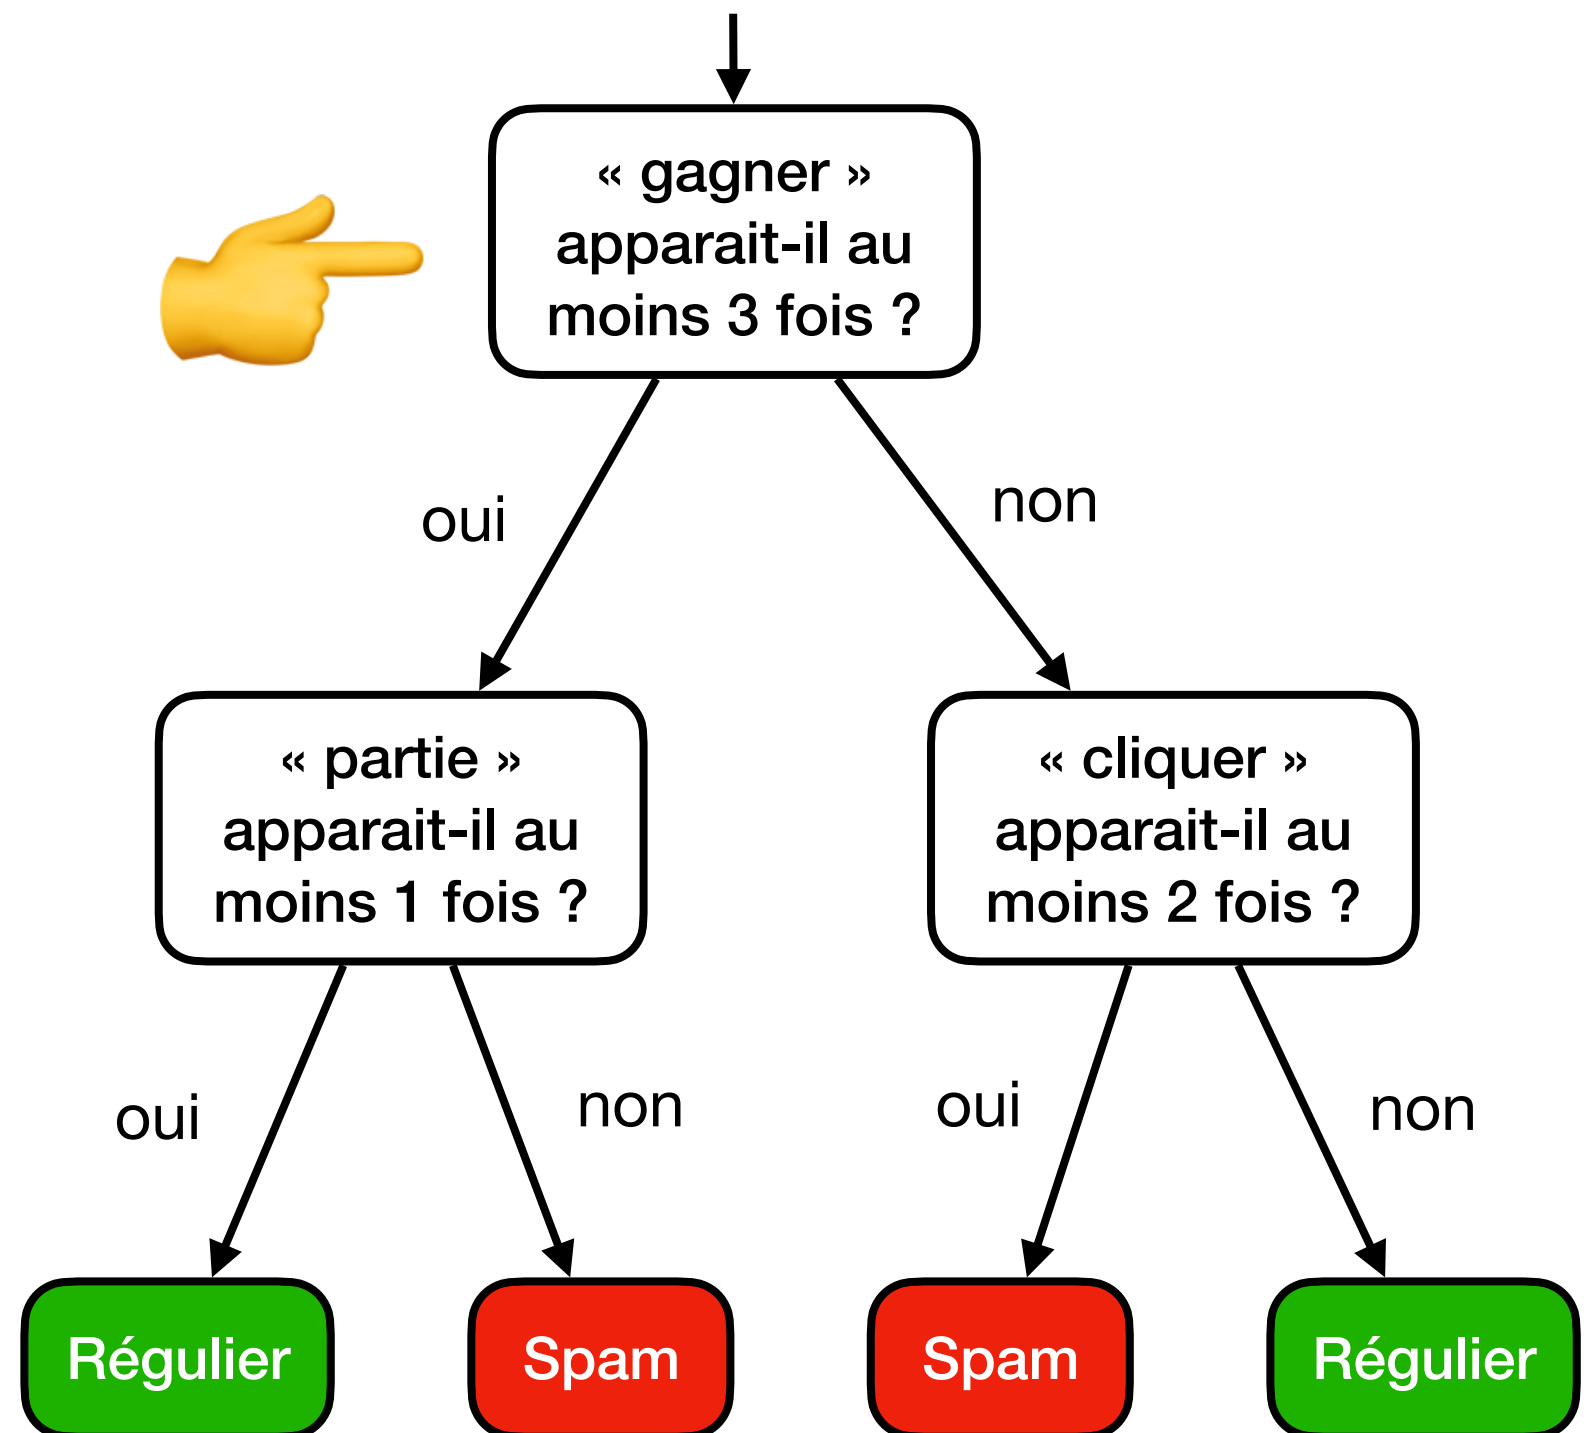 « gagner »
apparait-il au
moins 3 fois ?
oui
non
« partie »
apparait-il au
moins 1 fois ?
« cliquer »
apparait-il au
moins 2 fois ?
oui
non
oui
non
Régulier
Spam
Spam
Régulier